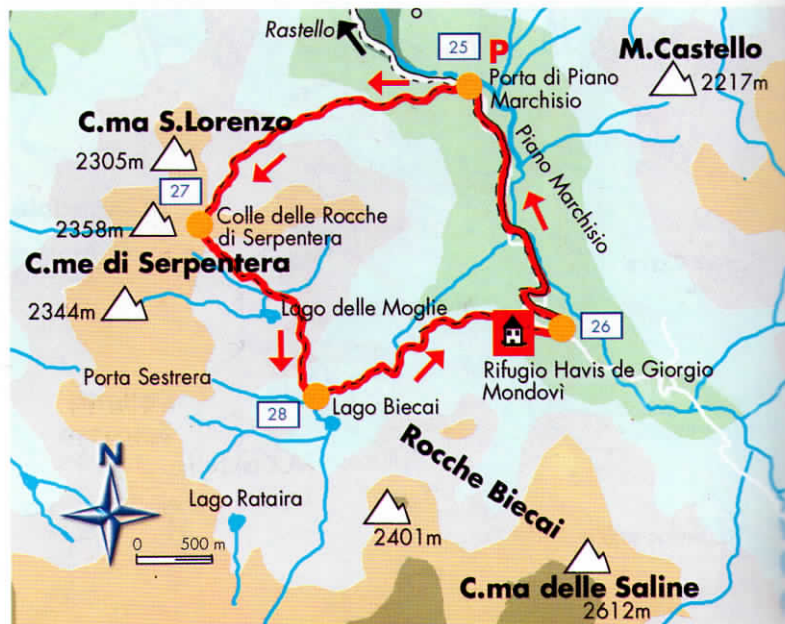 Rastello
25
P
Porta di Piano
Marchisio
M.Castello
2217m
C.ma S.Lorenzo
2305m
27
2358m
Colle delle Rocche
di Serpentera
Piano Marchisio
C.me di Serpentera
2344m
Lago delle Moglie
26
Rifugio Havis de Giorgio
Mondovì
Porta Sestrera
28
Lago Biecai
Rocche Biecai
N
Lago Rataira
0 500 m
2401m
C.ma delle Saline
2612m